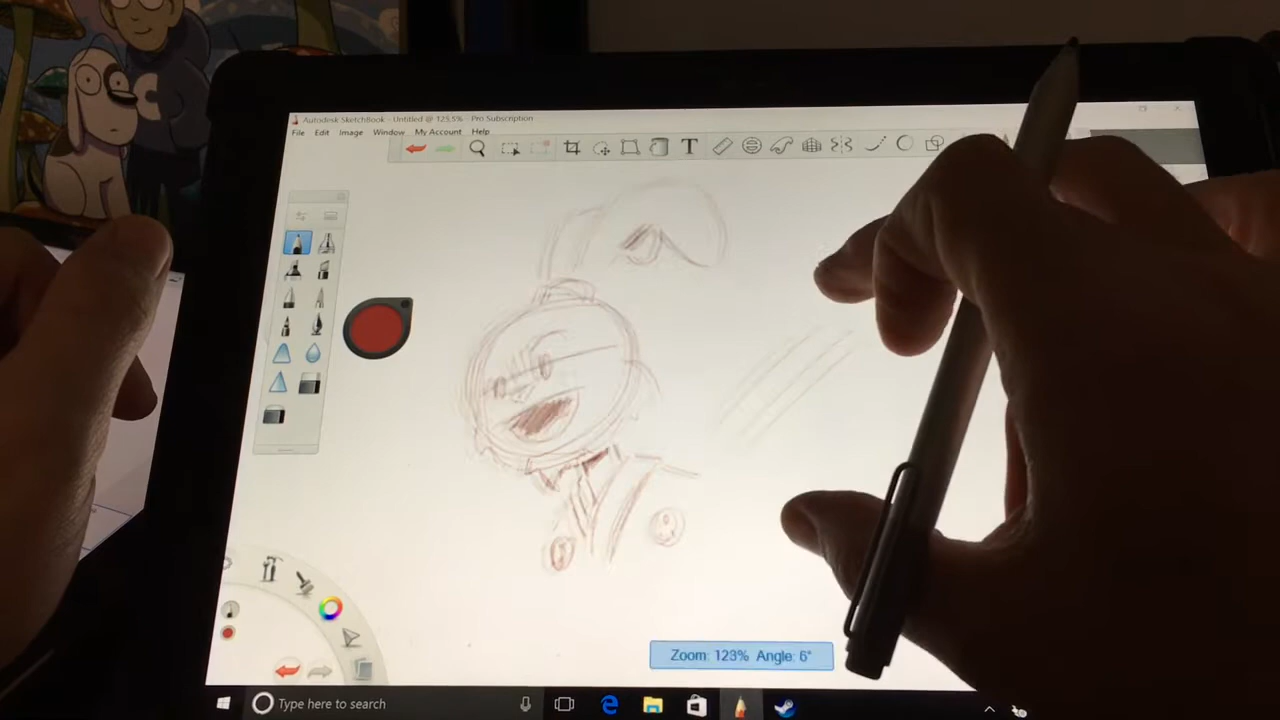 Autodesk SketchBook - Untitled @ 123.5% - Pro Subscription
File Edit Image Window My Account Help
T
Zoom: 123% Angle: 6°
Type here to search